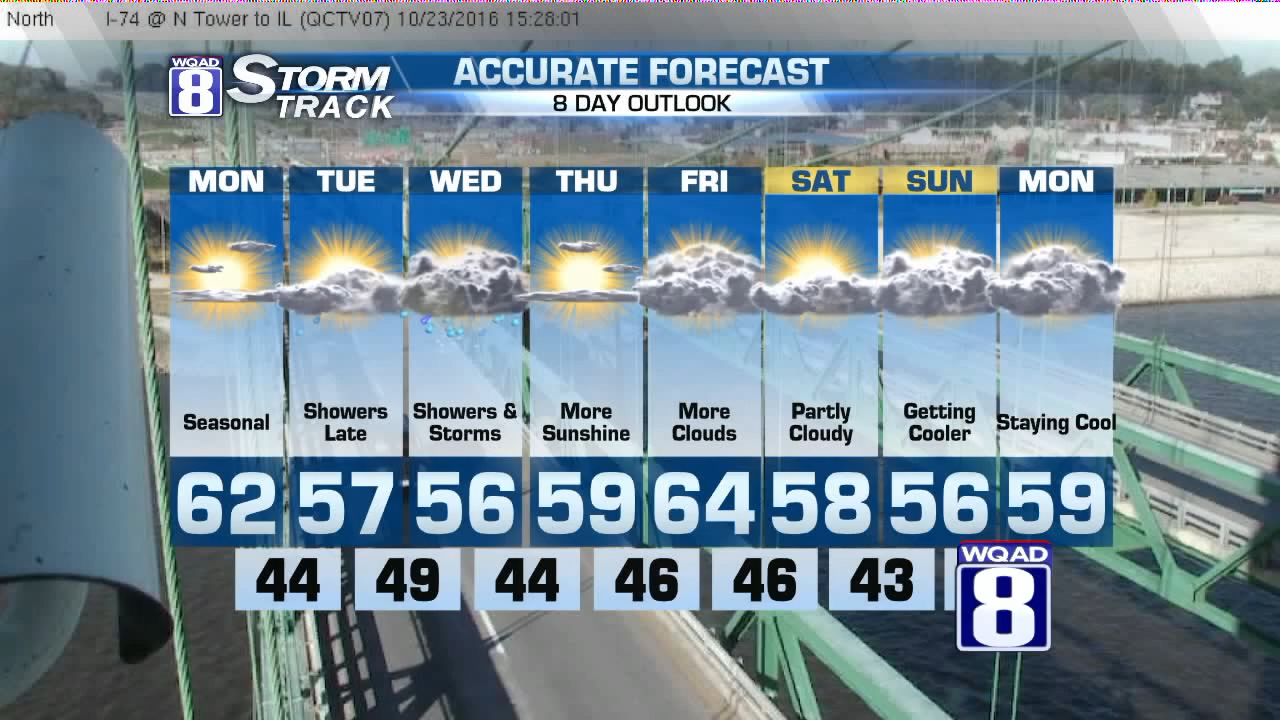 North I-74 @ N Tower to IL (QCTV07) 10/23/2016 15:28:01
WQAD
8
STORM
TRACK
ACCURATE FORECAST
8 DAY OUTLOOK
MON TUE WED THU FRI SAT SUN MON
Seasonal
Showers
Late
Showers &
Storms
More
Sunshine
More
Clouds
Partly
Cloudy
Getting
Cooler
Staying Cool
62 57 56 59 64 58 56 59
44 49 44 46 46 43
WQAD
8